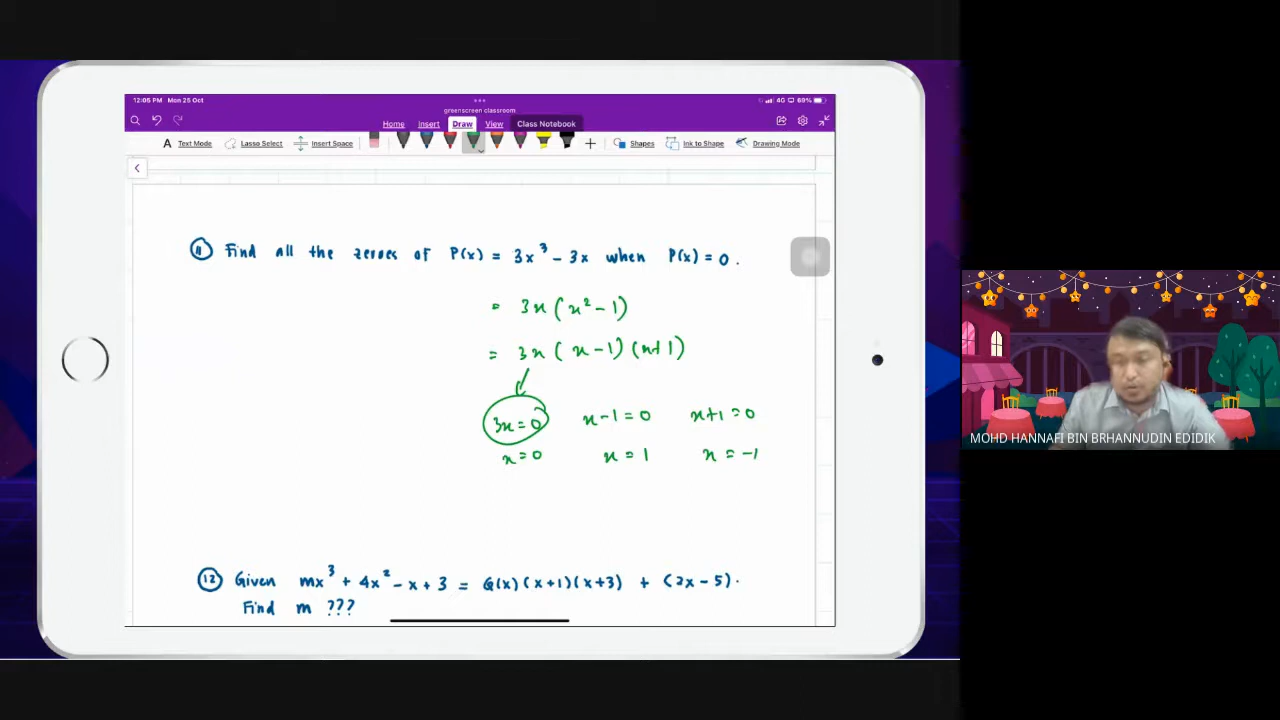 12:05 PM Mon 25 Oct
4G 69%
greenscreen classroom
Home Insert Draw View Class Notebook
Text Mode Lasso Select Insert Space Shapes Ink to Shape Drawing Mode
⑪ Find all the zeroes of P(x) = 3x³ - 3x when P(x) = 0.
= 3x (x² - 1)
= 3x (x - 1)(x + 1)
3x = 0 x - 1 = 0 x + 1 = 0
x = 0 x = 1 x = -1
⑫ Given mx³ + 4x² - x + 3 = Q(x)(x+1)(x+3) + (2x - 5).
Find m ???
MOHD HANNAFI BIN BRHANNUDIN EDIDIK